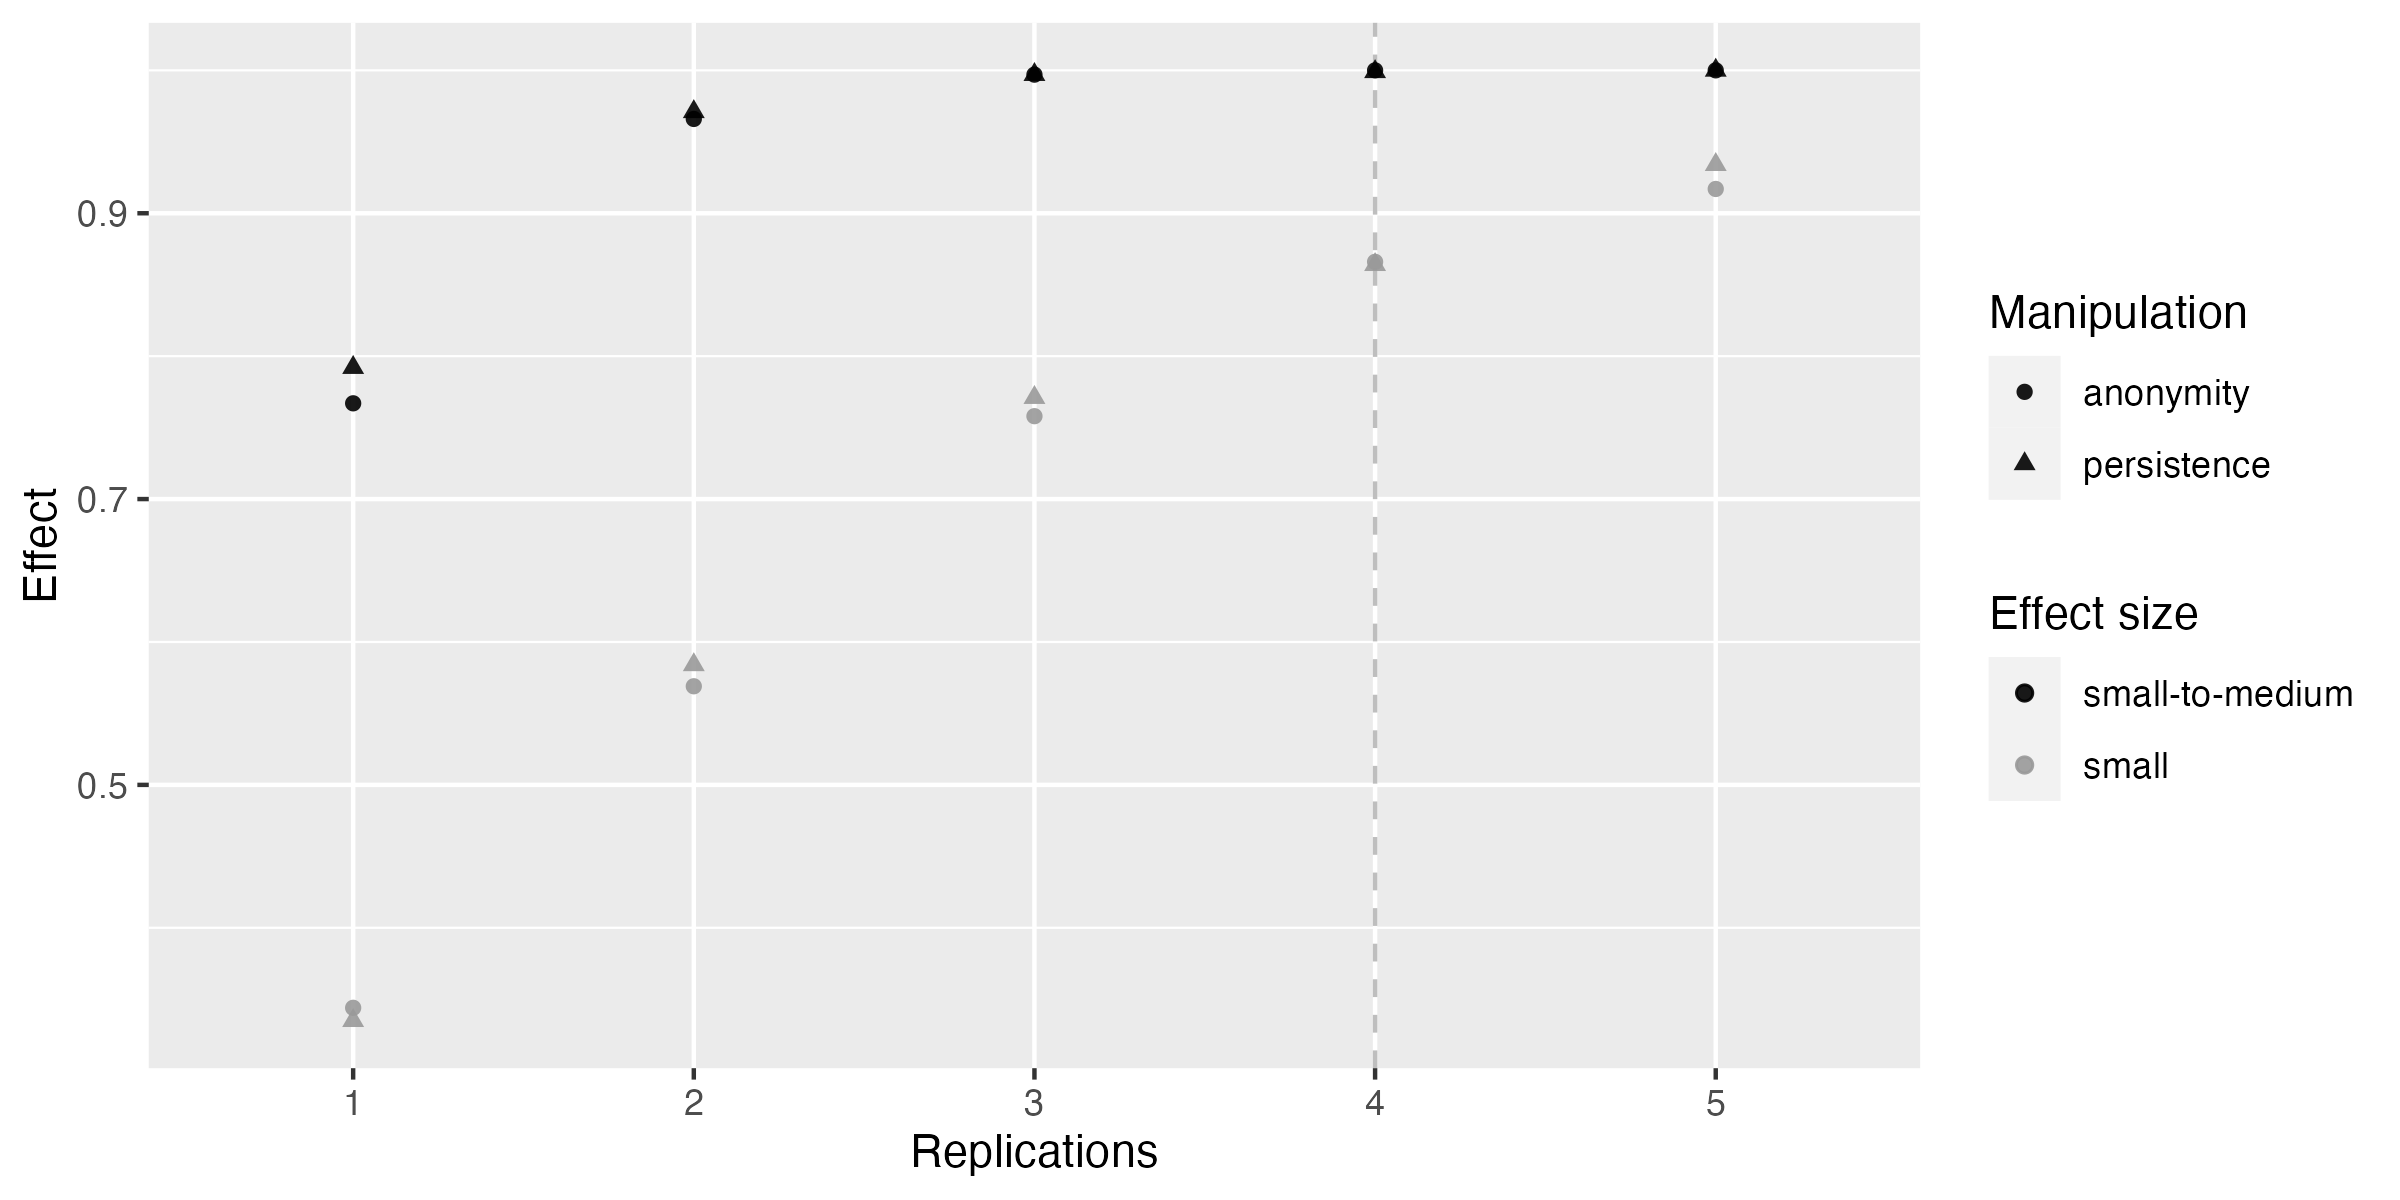 Effect
0.9
0.7
0.5
1
2
3
4
5
Replications
Manipulation
anonymity
persistence
Effect size
small-to-medium
small